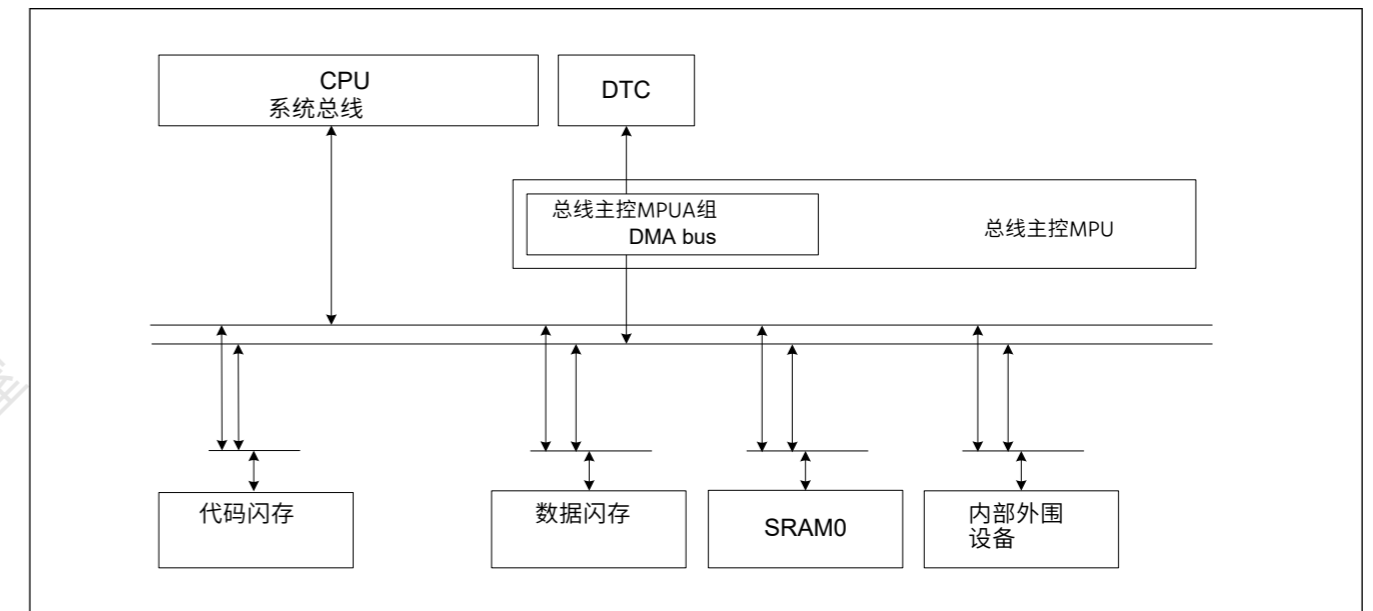 CPU
系统总线
DTC
总线主控MPUA组
DMA bus
总线主控MPU
代码闪存
数据闪存
SRAM0
内部外围
设备